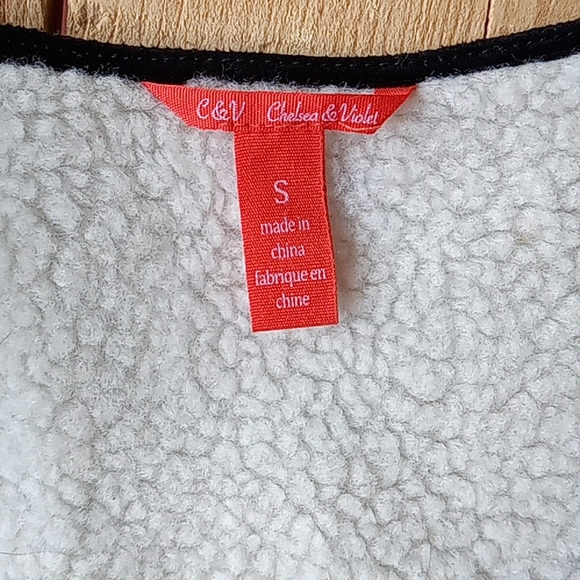 C&V Chelsea & Violet
S
made in
china
fabrique en
chine